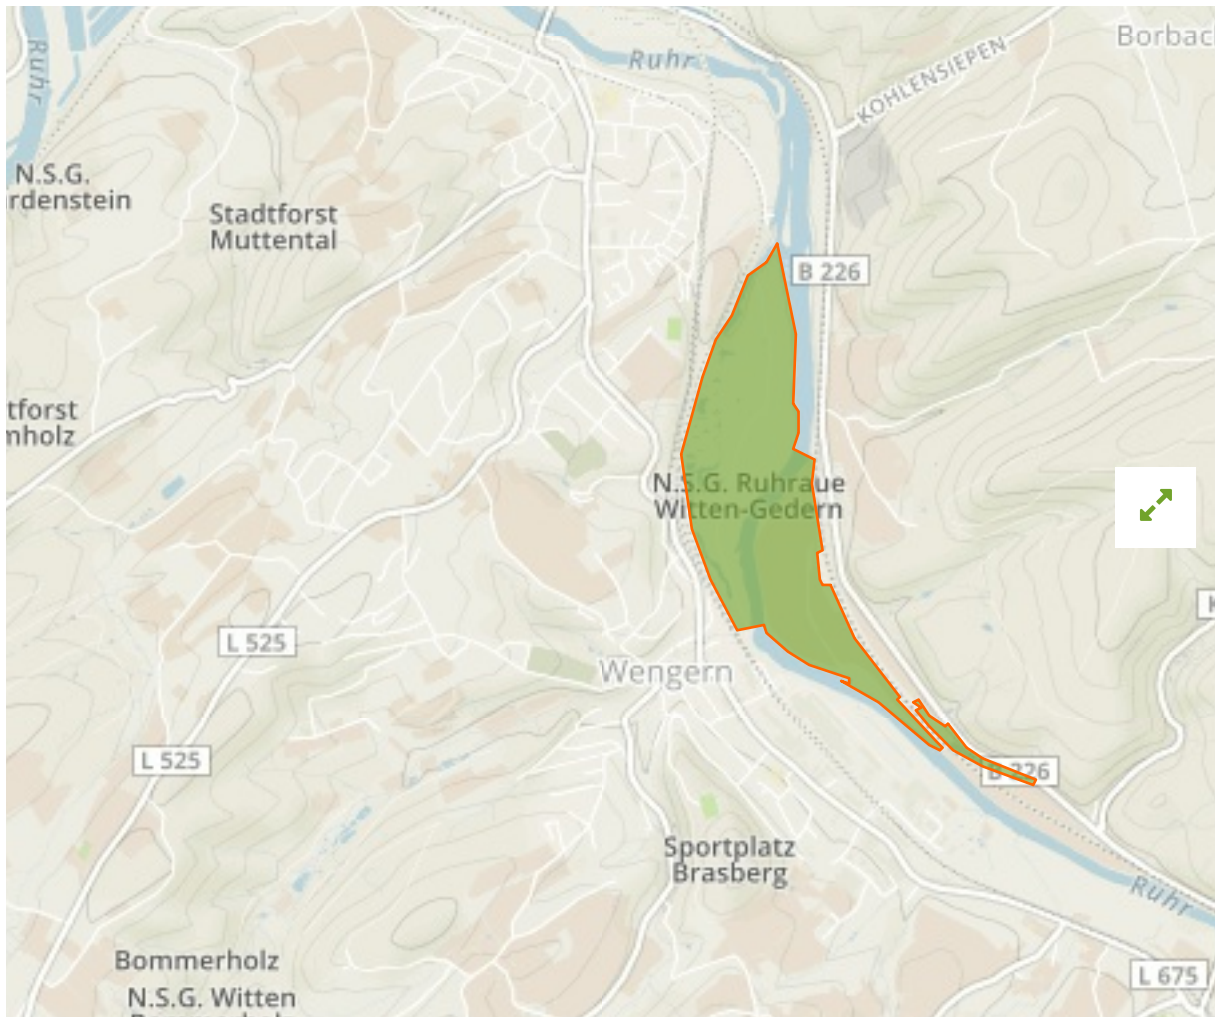 Ruhr
Ruhr
Borbac
KOHLENSIEPEN
N.S.G.
rdenstein
Stadtforst
Muttental
B 226
tforst
mholz
N.S.G. Ruhraue
Witten-Gedern
L 525
Wengern
L 525
B 226
Sportplatz
Brasberg
Ruhr
Bommerholz
L 675
N.S.G. Witten